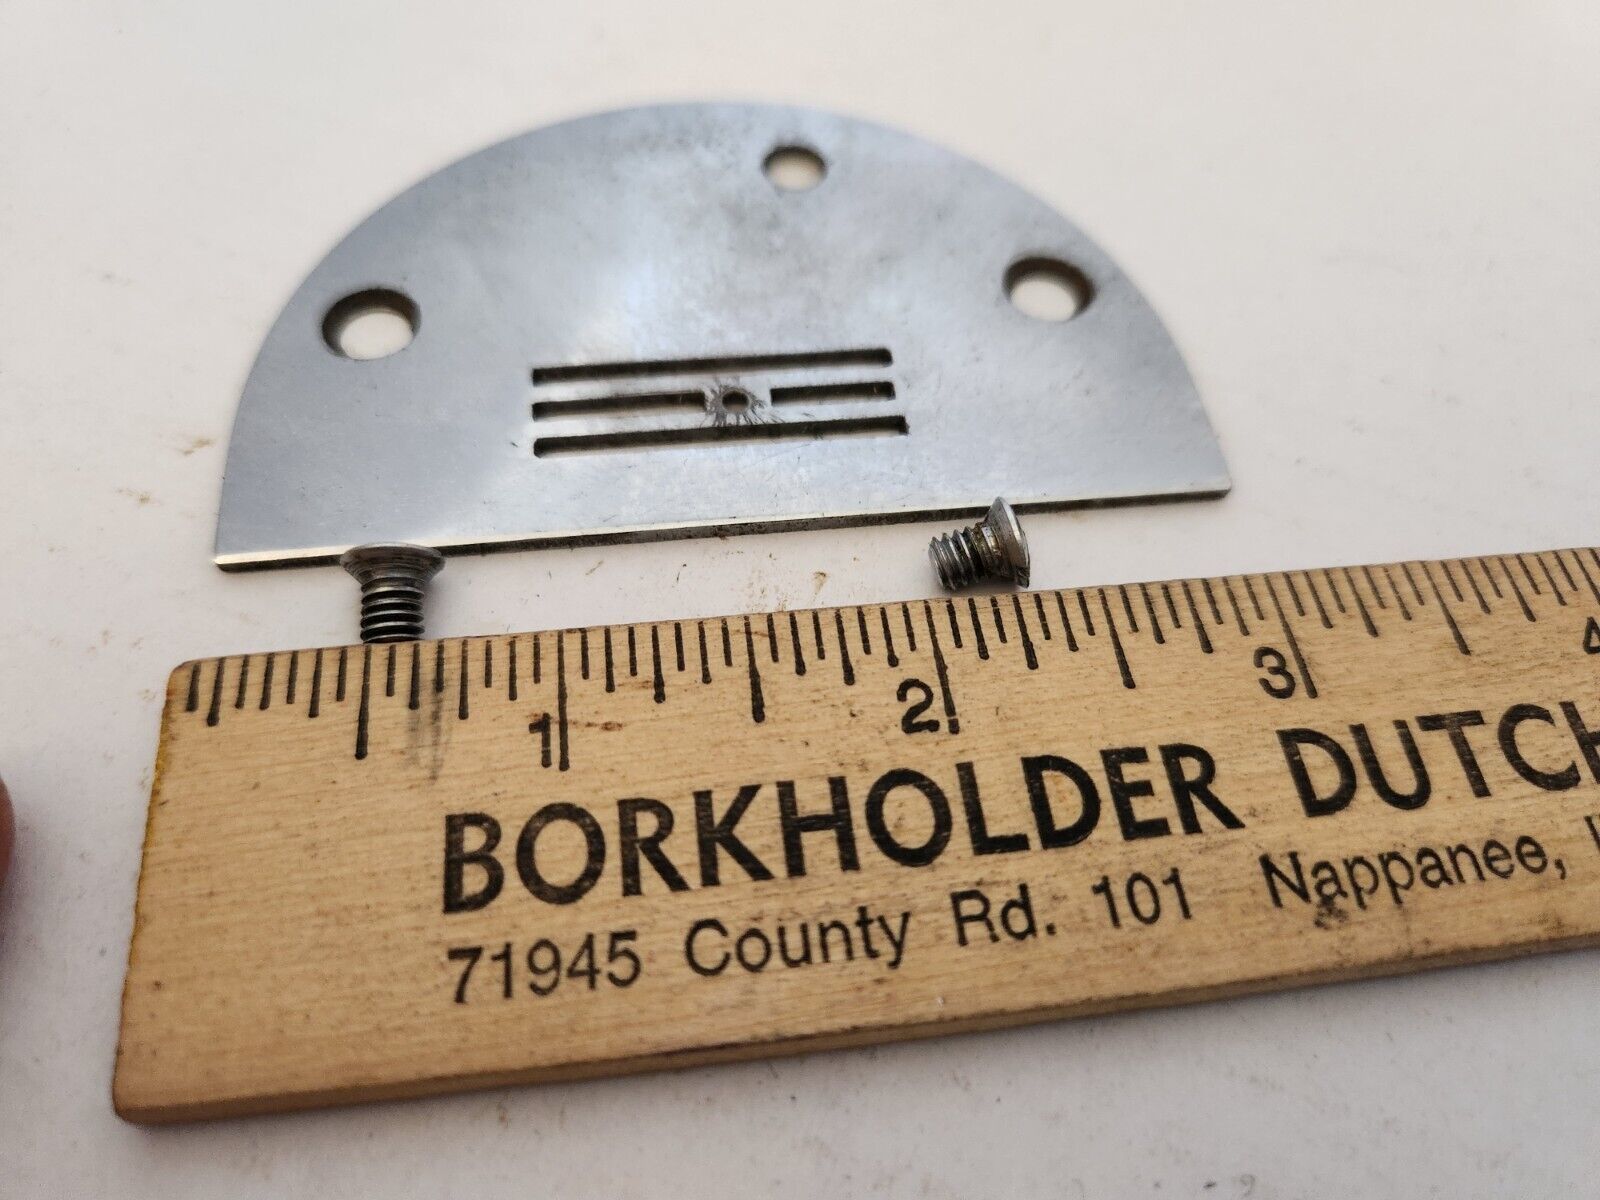 1 2 3 4
BORKHOLDER DUTCH
71945 County Rd. 101 Nappanee,